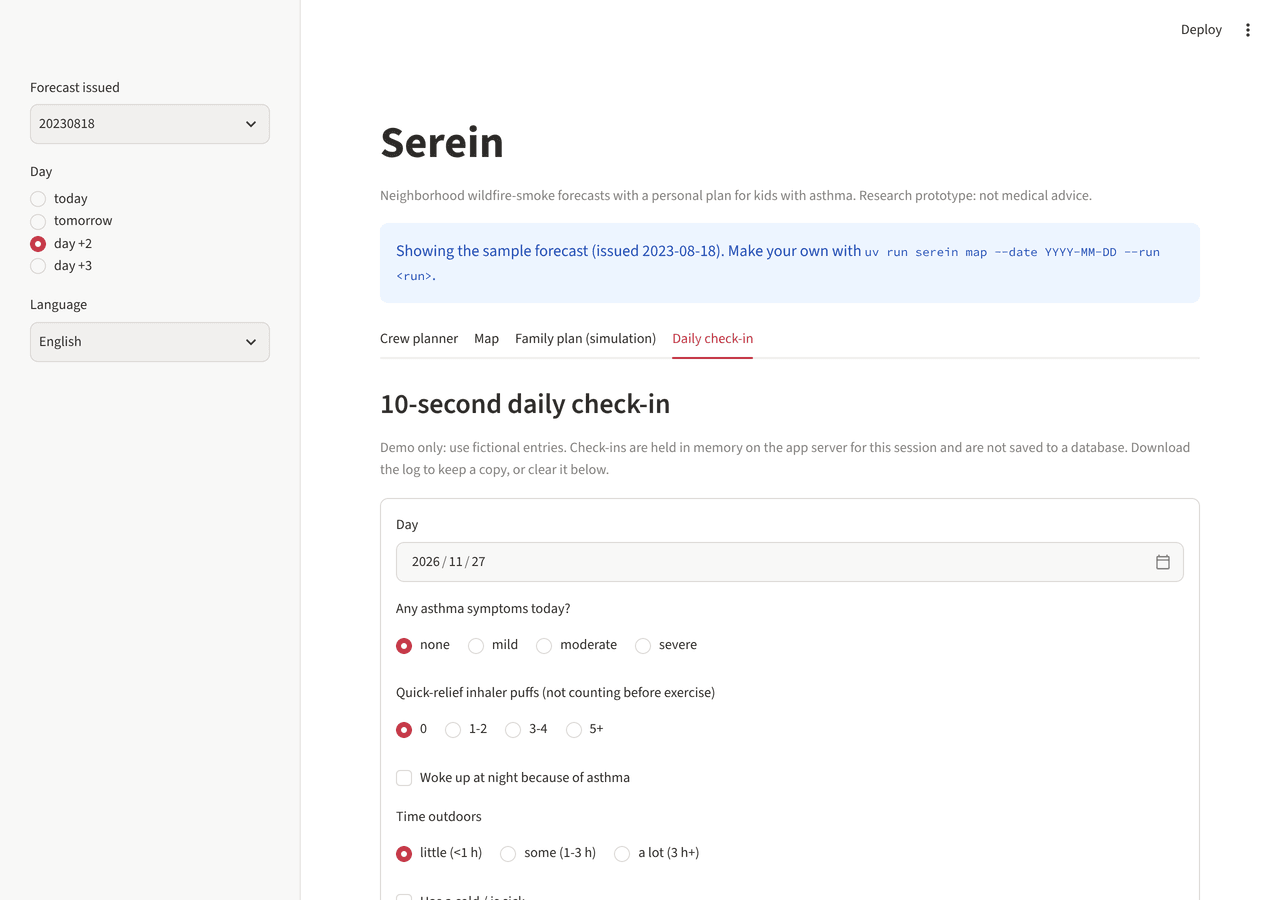 Deploy
Forecast issued
20230818
Day
today
tomorrow
day +2
day +3
Language
English
Serein
Neighborhood wildfire-smoke forecasts with a personal plan for kids with asthma. Research prototype: not medical advice.
Showing the sample forecast (issued 2023-08-18). Make your own with uv run serein map --date YYYY-MM-DD --run
<run>.
Crew planner Map Family plan (simulation) Daily check-in
10-second daily check-in
Demo only: use fictional entries. Check-ins are held in memory on the app server for this session and are not saved to a database. Download
the log to keep a copy, or clear it below.
Day
2026 / 11 / 27
Any asthma symptoms today?
none mild moderate severe
Quick-relief inhaler puffs (not counting before exercise)
0 1-2 3-4 5+
Woke up at night because of asthma
Time outdoors
little (<1 h) some (1-3 h) a lot (3 h+)